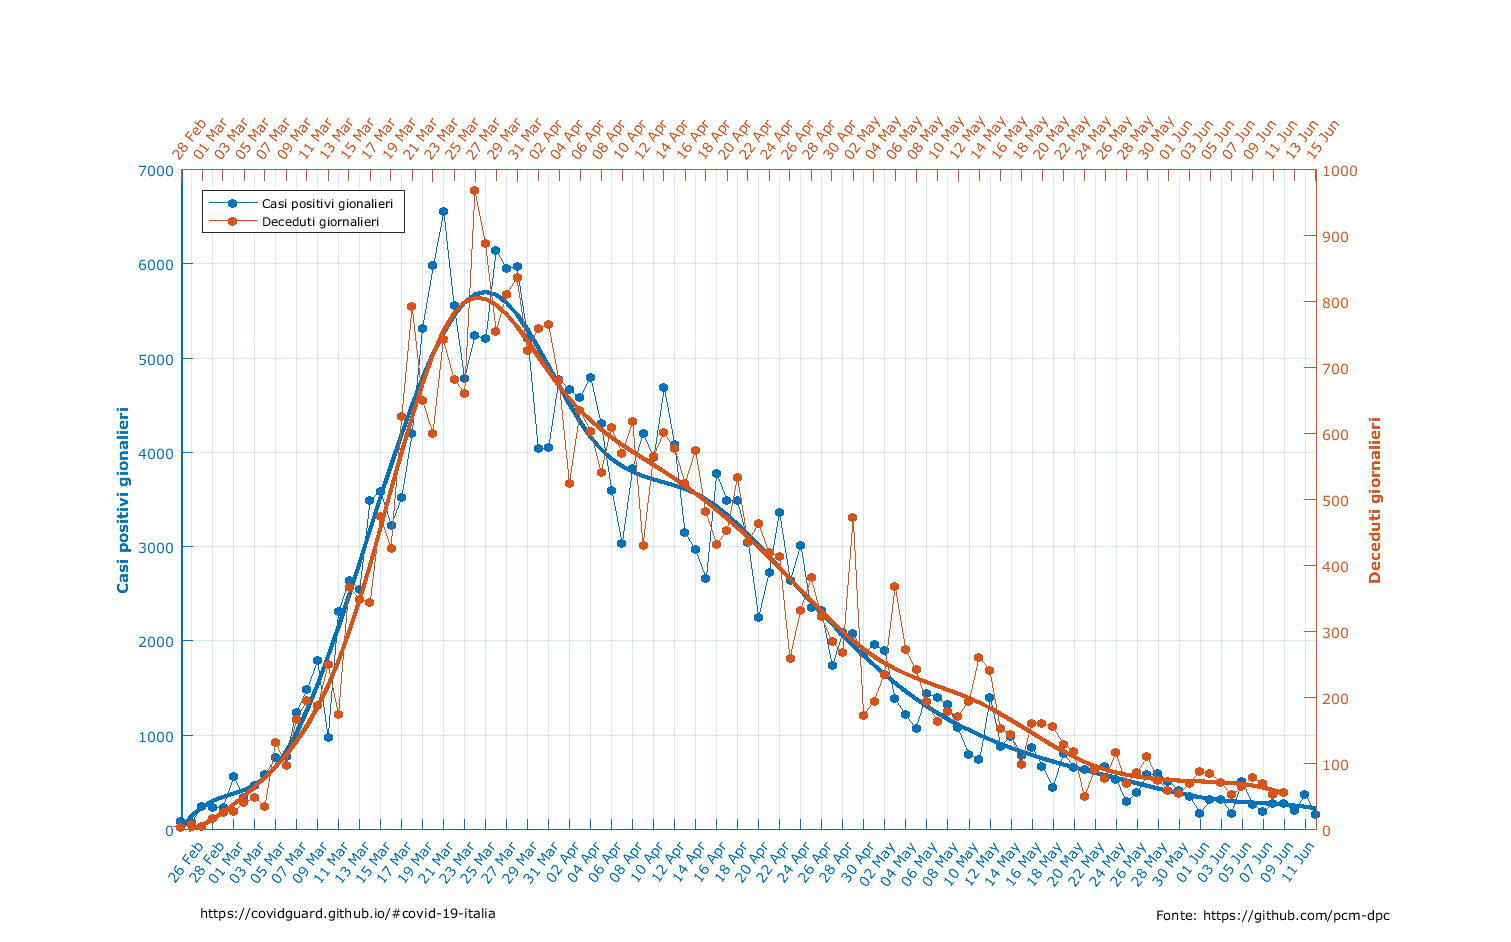 28 Feb
01 Mar
03 Mar
05 Mar
07 Mar
09 Mar
11 Mar
13 Mar
15 Mar
17 Mar
19 Mar
21 Mar
23 Mar
25 Mar
27 Mar
29 Mar
31 Mar
02 Apr
04 Apr
06 Apr
08 Apr
10 Apr
12 Apr
14 Apr
16 Apr
18 Apr
20 Apr
22 Apr
24 Apr
26 Apr
28 Apr
30 Apr
02 May
04 May
06 May
08 May
10 May
12 May
14 May
16 May
18 May
20 May
22 May
24 May
26 May
28 May
30 May
01 Jun
03 Jun
05 Jun
07 Jun
09 Jun
11 Jun
13 Jun
15 Jun
7000
6000
5000
4000
3000
2000
1000
0
Casi positivi gionalieri
Casi positivi gionalieri
Deceduti giornalieri
1000
900
800
700
600
500
400
300
200
100
0
Deceduti giornalieri
26 Feb
28 Feb
01 Mar
03 Mar
05 Mar
07 Mar
09 Mar
11 Mar
13 Mar
15 Mar
17 Mar
19 Mar
21 Mar
23 Mar
25 Mar
27 Mar
29 Mar
31 Mar
02 Apr
04 Apr
06 Apr
08 Apr
10 Apr
12 Apr
14 Apr
16 Apr
18 Apr
20 Apr
22 Apr
24 Apr
26 Apr
28 Apr
30 Apr
02 May
04 May
06 May
08 May
10 May
12 May
14 May
16 May
18 May
20 May
22 May
24 May
26 May
28 May
30 May
01 Jun
03 Jun
05 Jun
07 Jun
09 Jun
11 Jun
https://covidguard.github.io/#covid-19-italia
Fonte: https://github.com/pcm-dpc